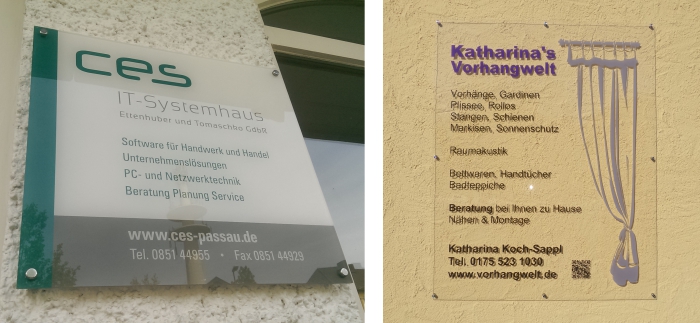 ces
IT-Systemhaus
Ettenhuber und Tomaschko GbR
Software für Handwerk und Handel
Unternehmenslösungen
PC- und Netzwerktechnik
Beratung Planung Service
www.ces-passau.de
Tel. 0851 44955 • Fax 0851 44929
Katharina's
Vorhangwelt
Vorhänge, Gardinen
Plissee, Rollos
Stangen, Schienen
Markisen, Sonnenschutz
Raumakustik
Bettwaren, Handtücher
Badteppiche
Beratung bei Ihnen zu Hause
Nähen & Montage
Katharina Koch-Sappl
Tel. 0175 523 1030
www.vorhangwelt.de